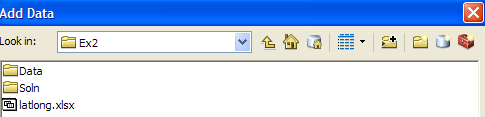 Add Data
Look in: Ex2
Data
Soln
latlong.xlsx